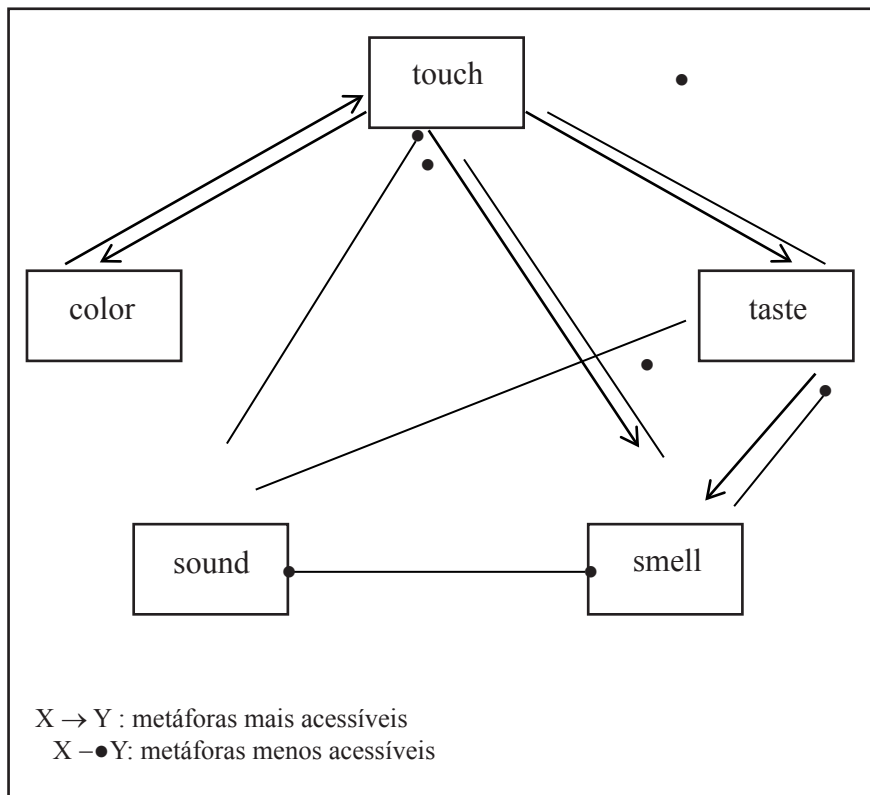 touch
color
taste
sound
smell
X → Y : metáforas mais acessíveis
X –●Y: metáforas menos acessíveis